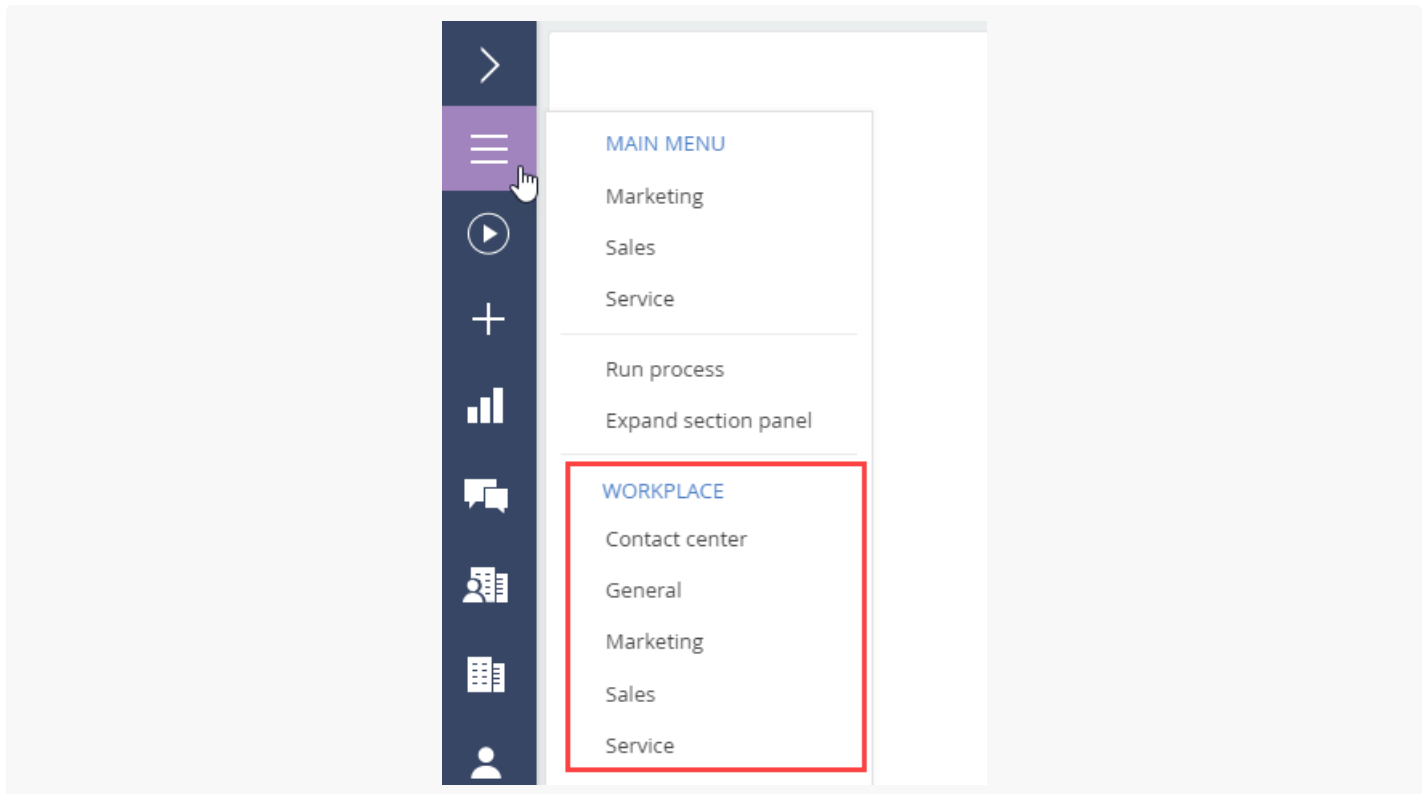 MAIN MENU
Marketing
Sales
Service
Run process
Expand section panel
WORKPLACE
Contact center
General
Marketing
Sales
Service